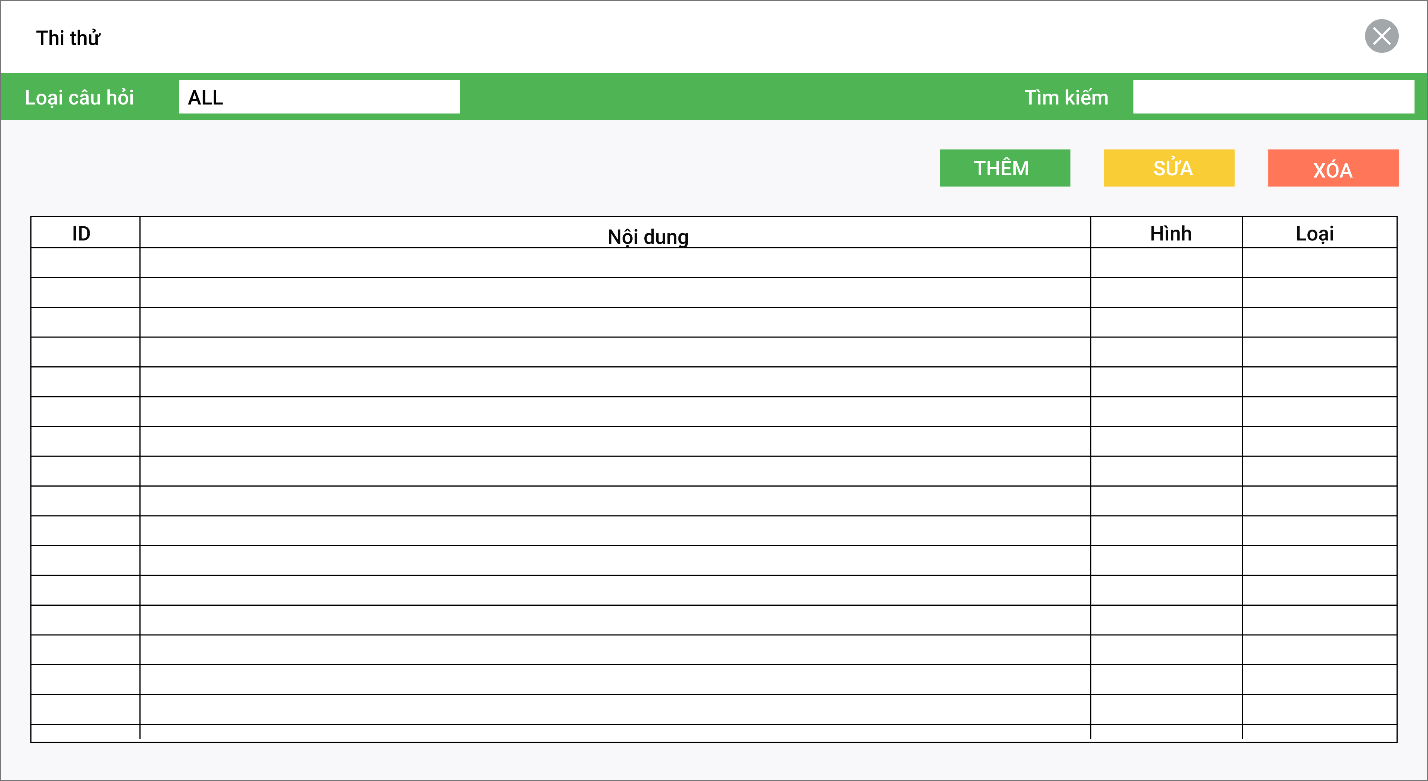 Thi thử
Loại câu hỏi ALL Tìm kiếm
THÊM SỬA XÓA
ID Nội dung Hình Loại